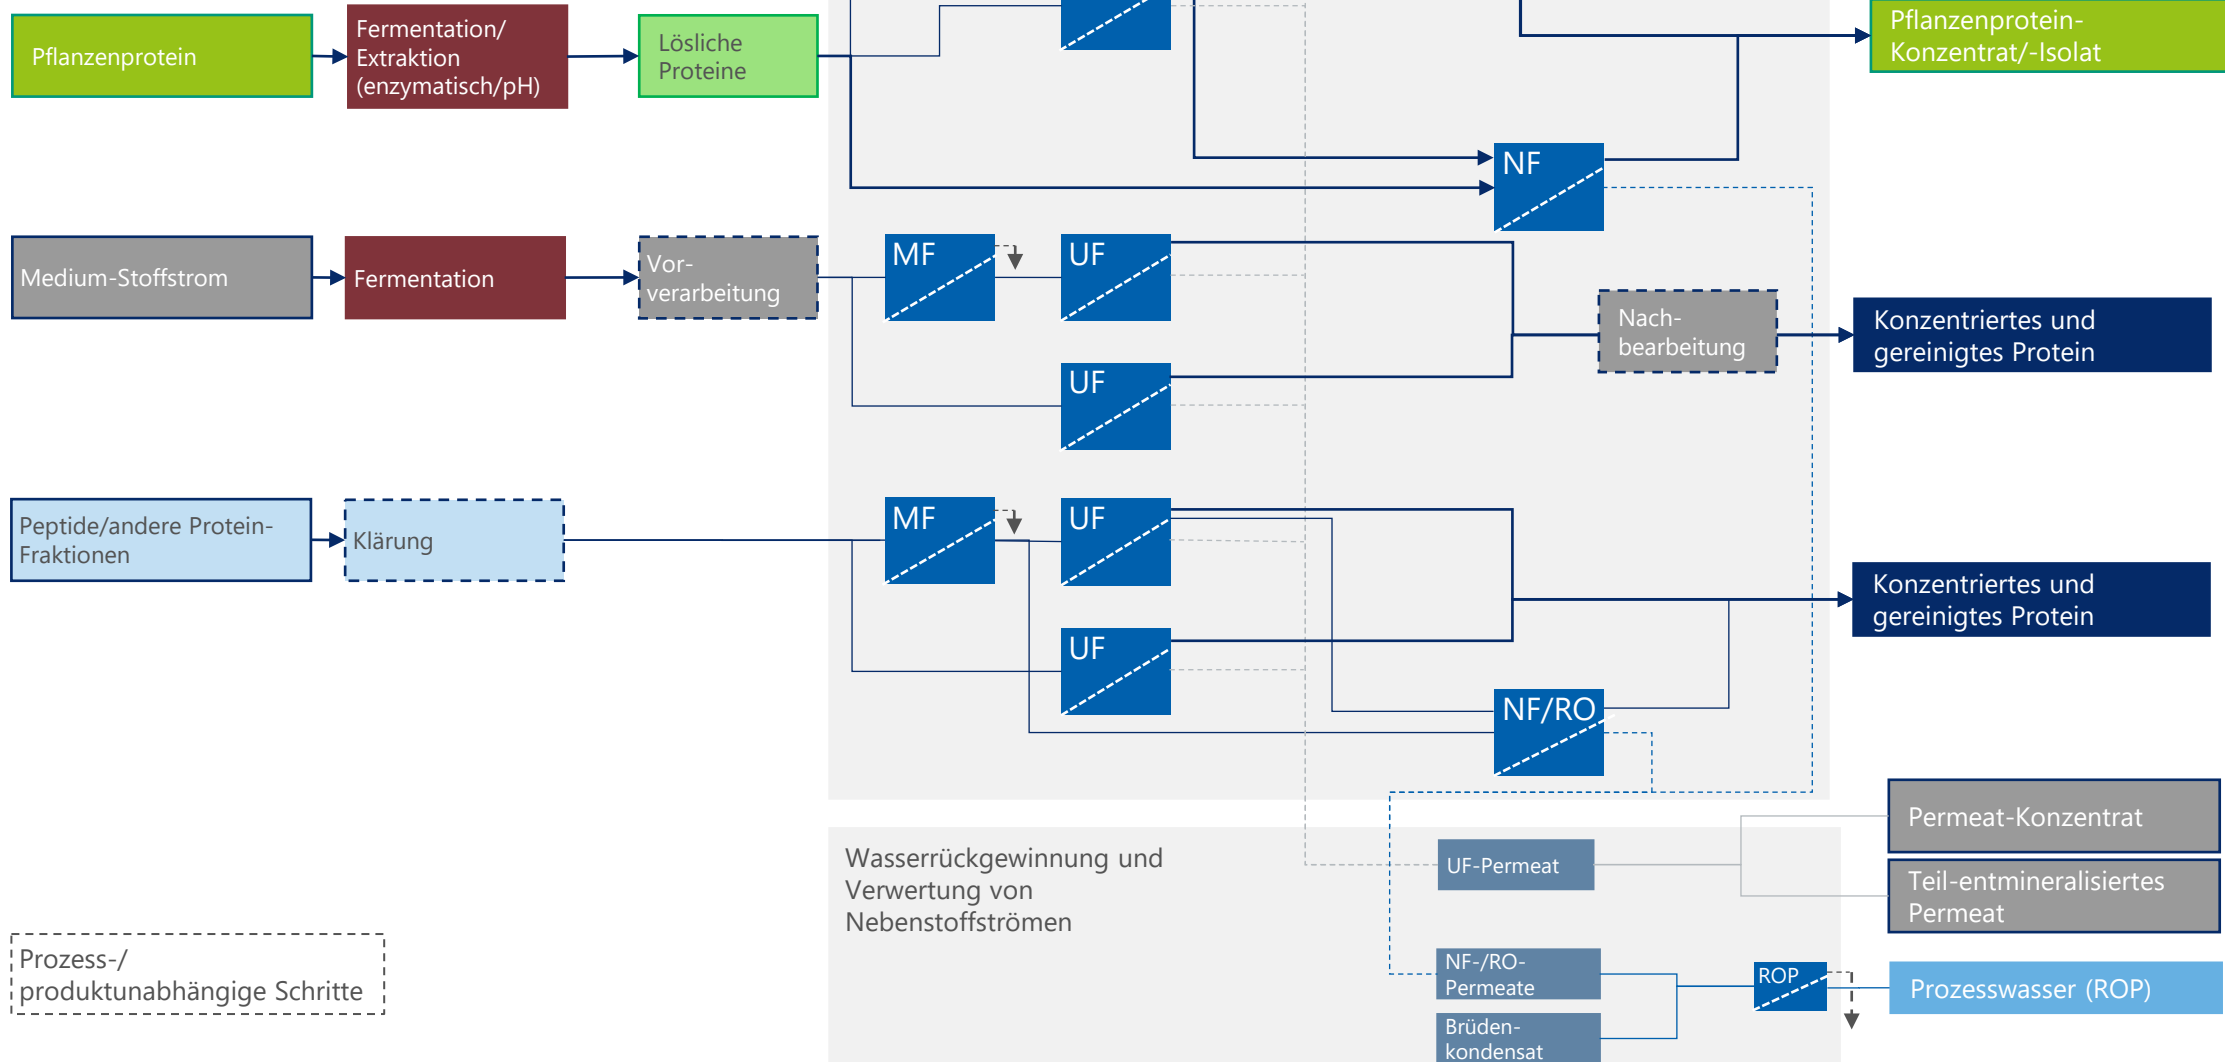 Pflanzenprotein
Fermentation/
Extraktion
(enzymatisch/pH)
Lösliche
Proteine
Pflanzenprotein-
Konzentrat/-Isolat
NF
Medium-Stoffstrom
Fermentation
Vor-
verarbeitung
MF
UF
UF
Nach-
bearbeitung
Konzentriertes und
gereinigtes Protein
Peptide/andere Protein-
Fraktionen
Klärung
MF
UF
UF
NF/RO
Konzentriertes und
gereinigtes Protein
Wasserrückgewinnung und
Verwertung von
Nebenstoffströmen
UF-Permeat
Permeat-Konzentrat
Teil-entmineralisiertes
Permeat
NF-/RO-
Permeate
Brüden-
kondensat
ROP
Prozesswasser (ROP)
Prozess-/
produktunabhängige Schritte